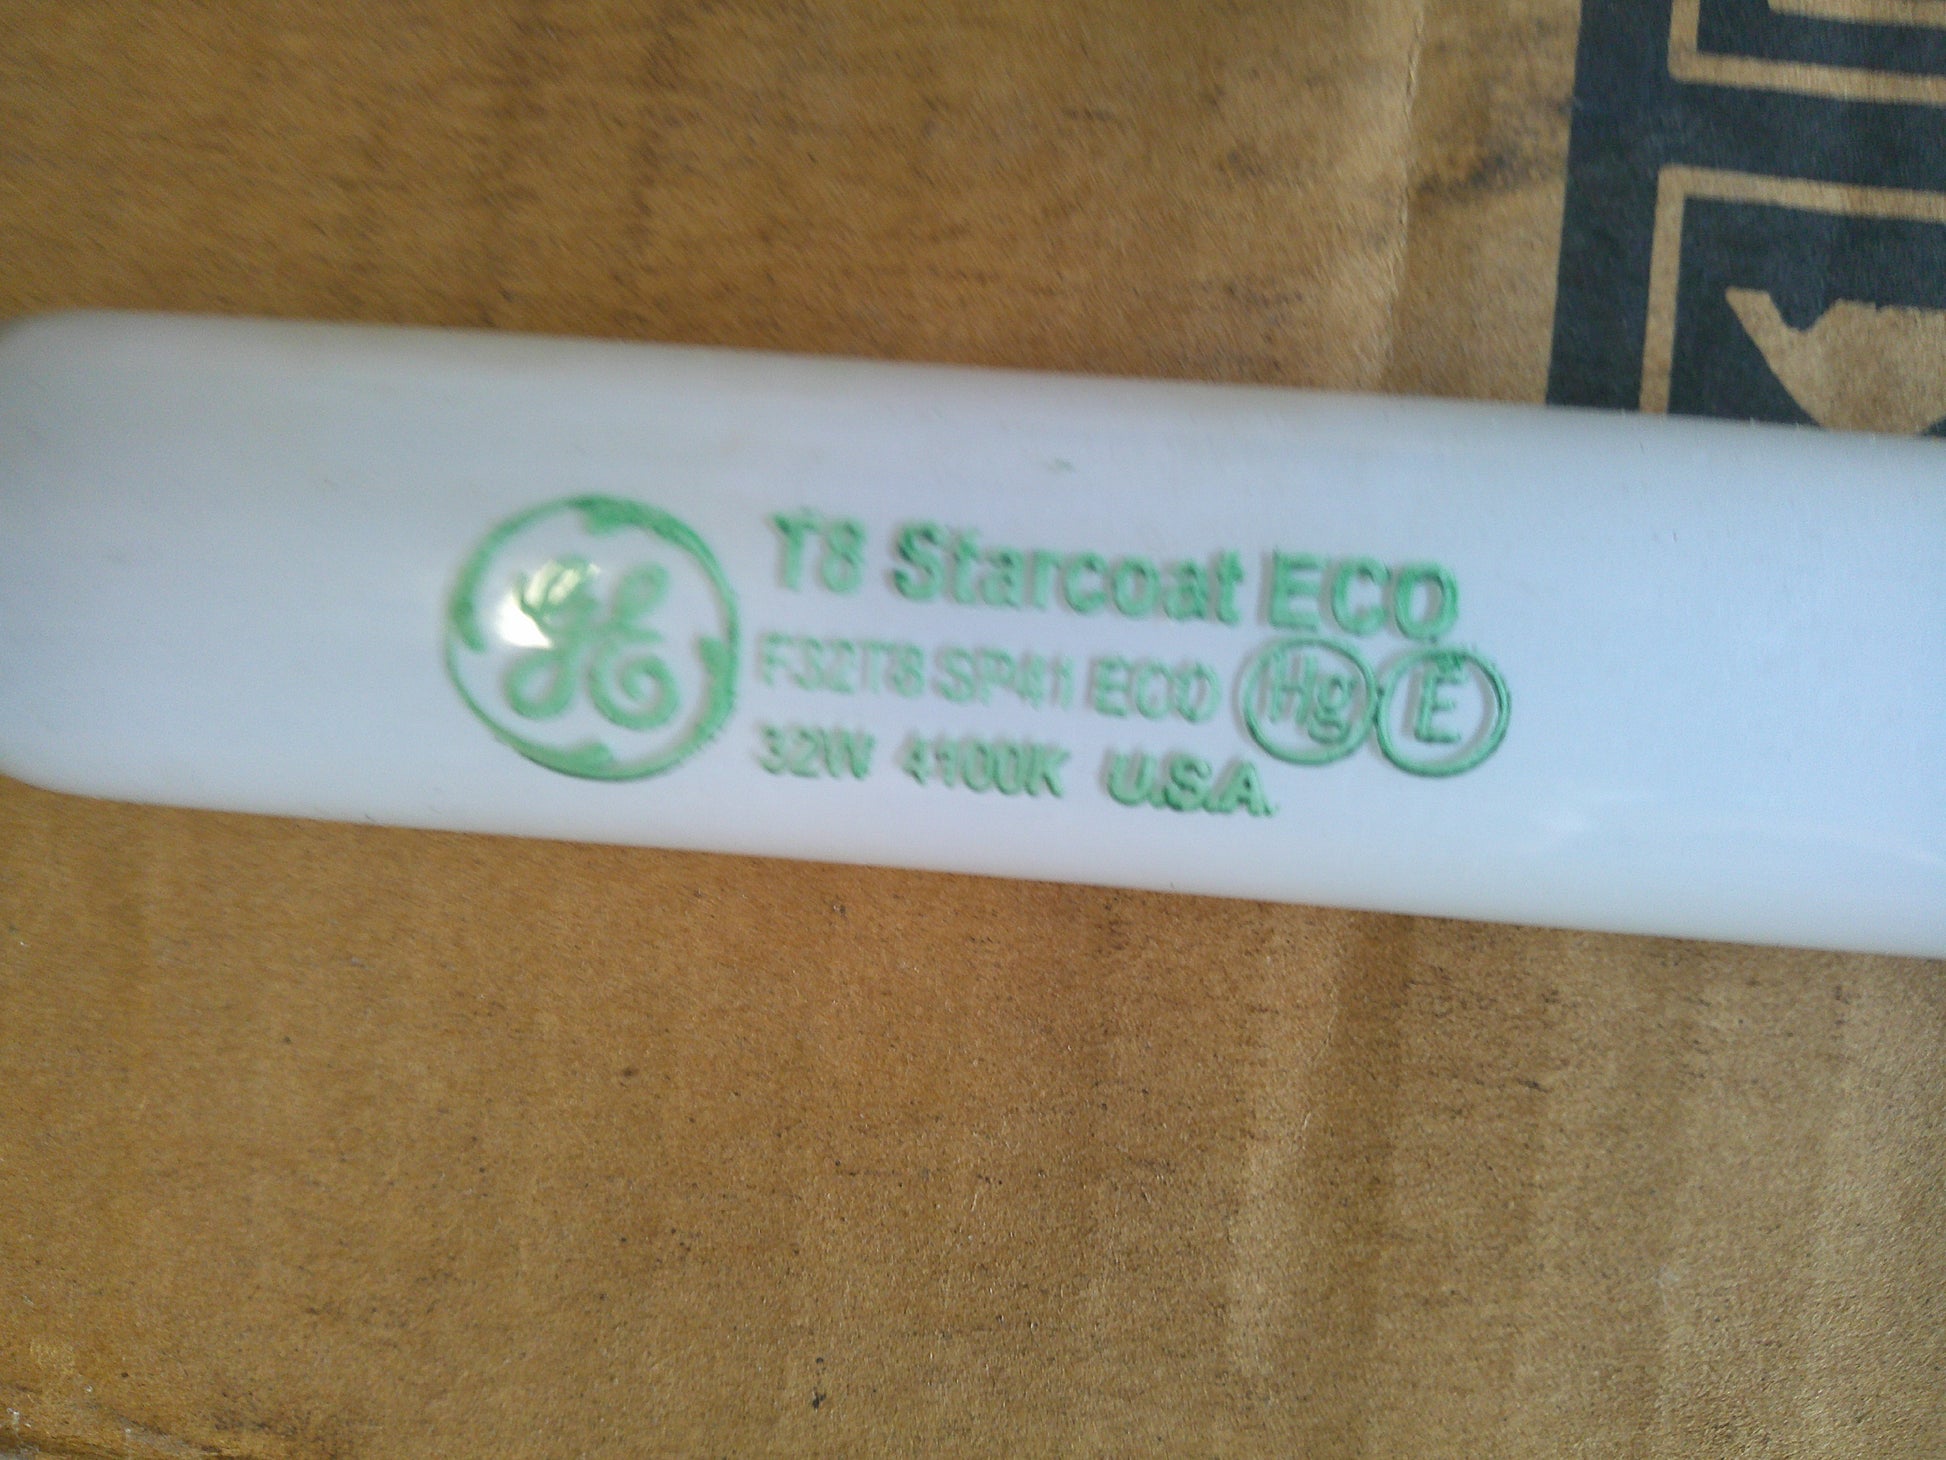 GE
T8 Starcoat ECO
F32T8 SP41 ECO Hg E
32W 4100K U.S.A.